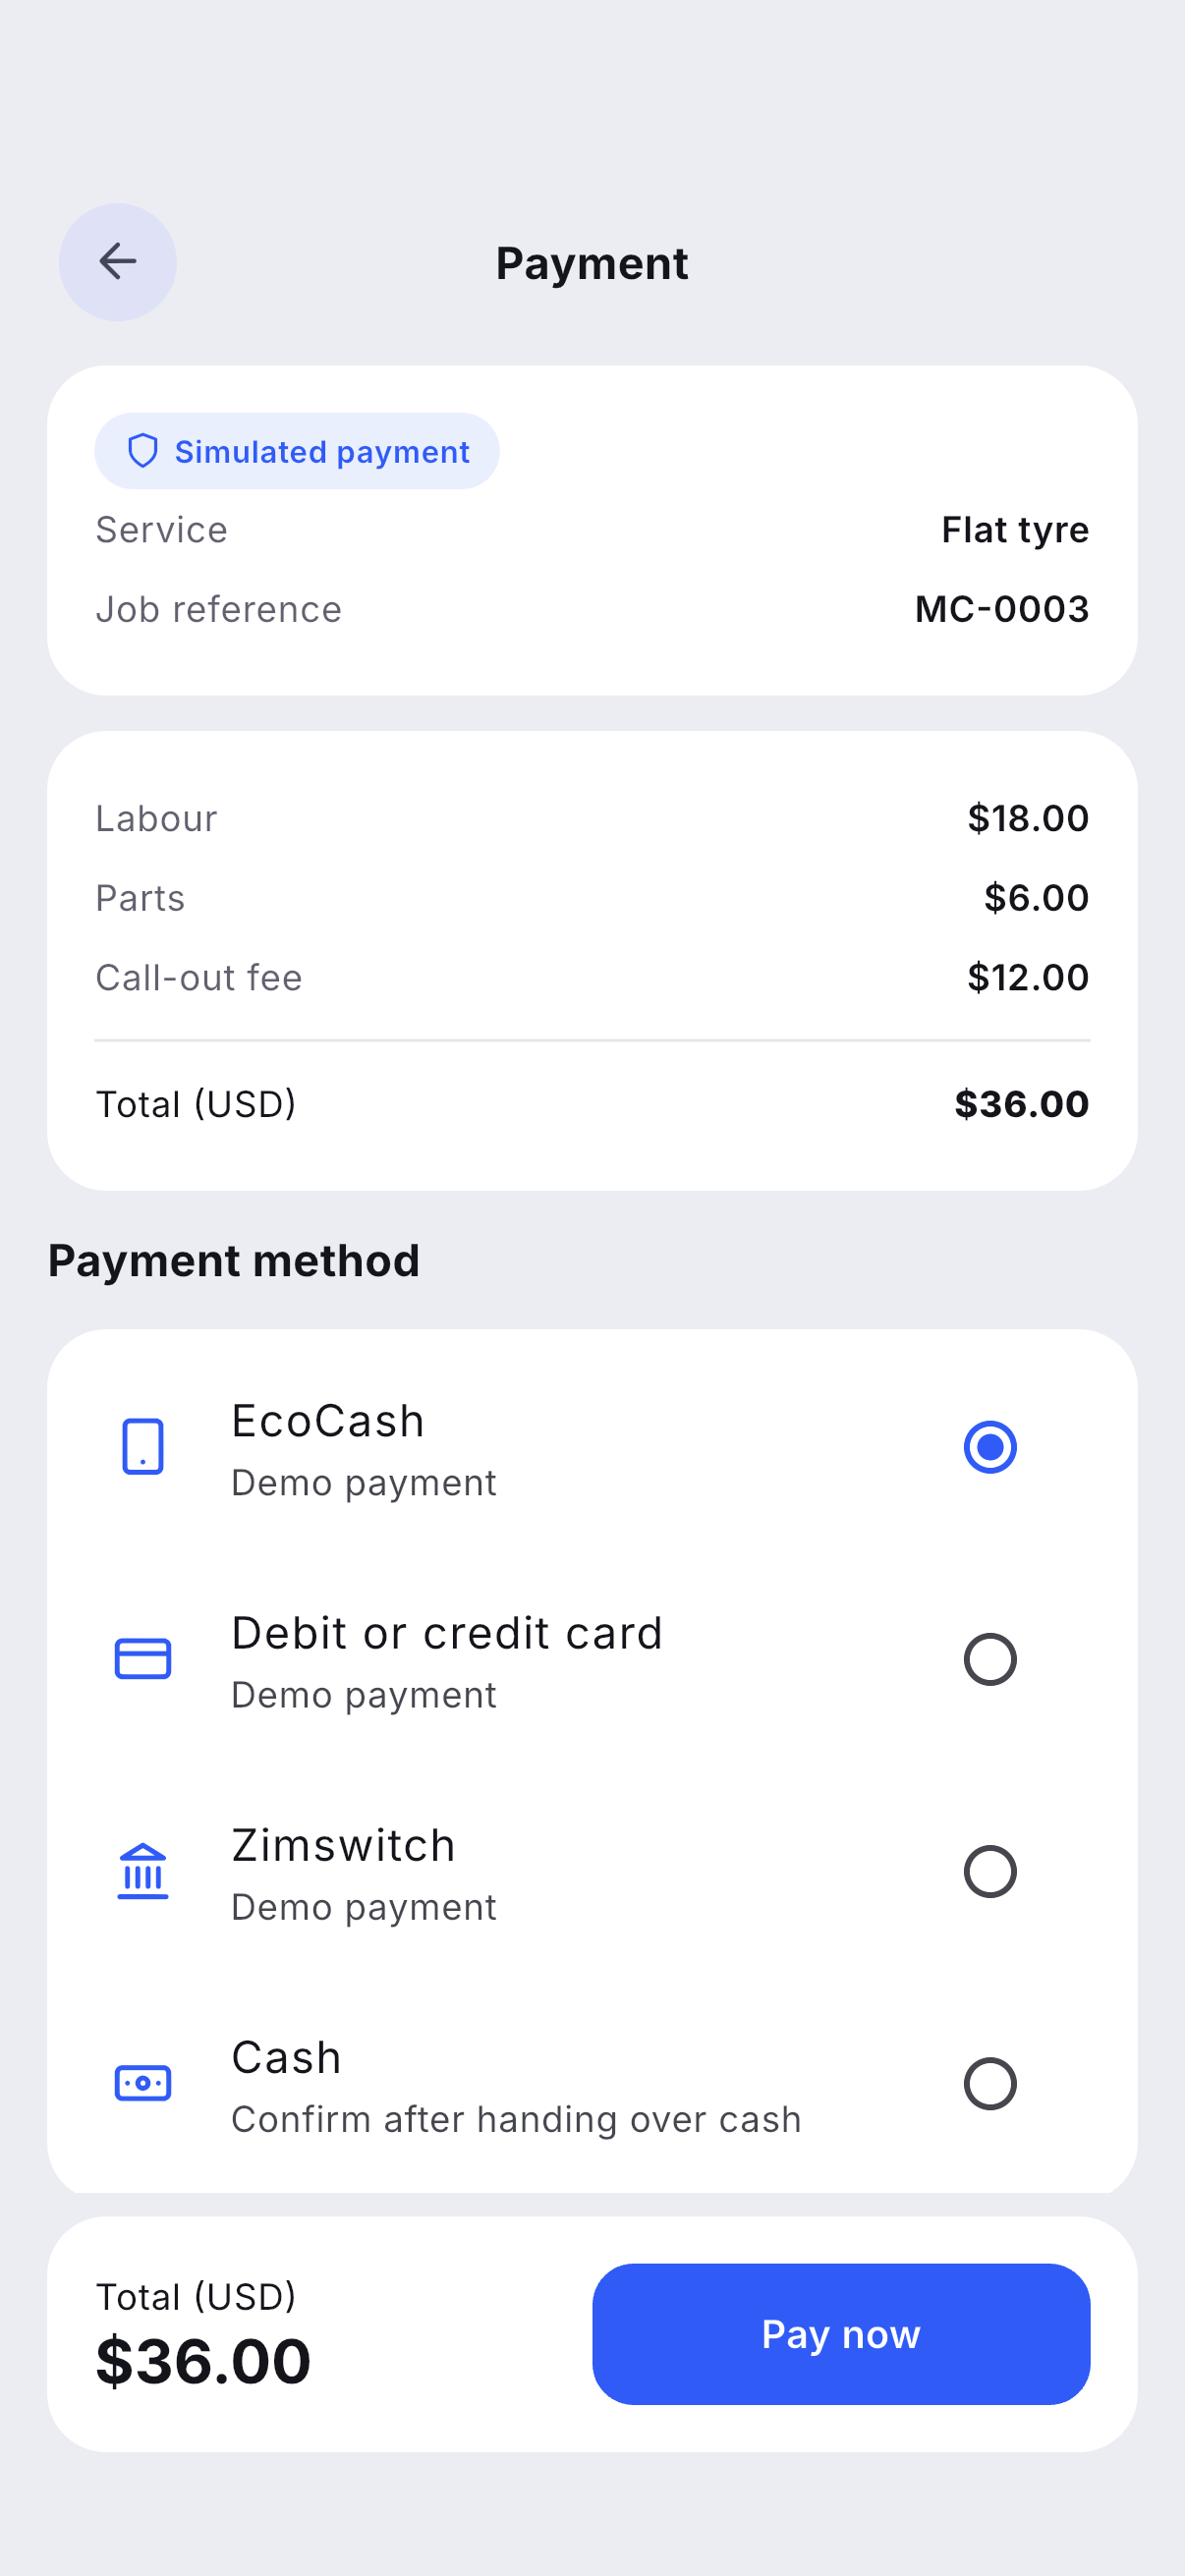 Payment
Simulated payment
Service Flat tyre
Job reference MC-0003
Labour $18.00
Parts $6.00
Call-out fee $12.00
Total (USD) $36.00
Payment method
EcoCash
Demo payment
Debit or credit card
Demo payment
Zimswitch
Demo payment
Cash
Confirm after handing over cash
Total (USD)
$36.00
Pay now